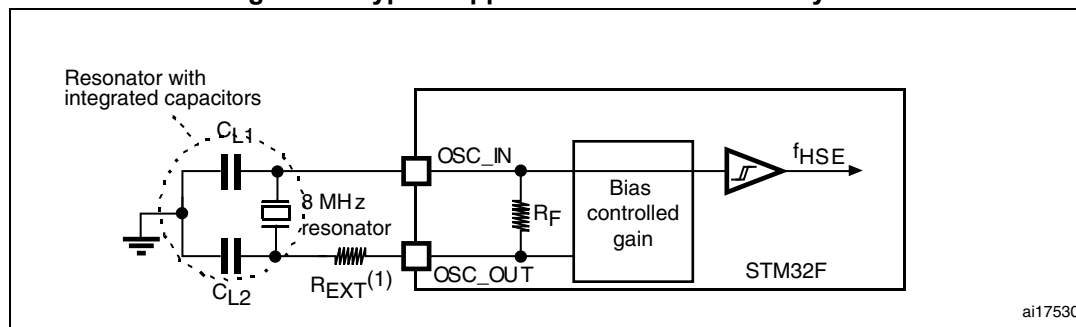 Resonator with
integrated capacitors
CL1
OSC_IN
fHSE
8 MHz
resonator
RF
Bias
controlled
gain
CL2
REXT(1)
OSC_OUT
STM32F
ai17530